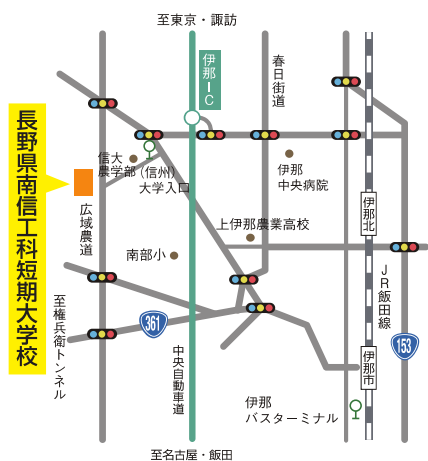 至東京・諏訪
伊那IC
春日街道
信大
農学部
(信州)
大学入口
伊那
中央病院
長野県南信工科短期大学校
広域農道
伊那北
上伊那農業高校
南部小
JR飯田線
至権兵衛トンネル
361
153
中央自動車道
伊那市
伊那
バスターミナル
至名古屋・飯田